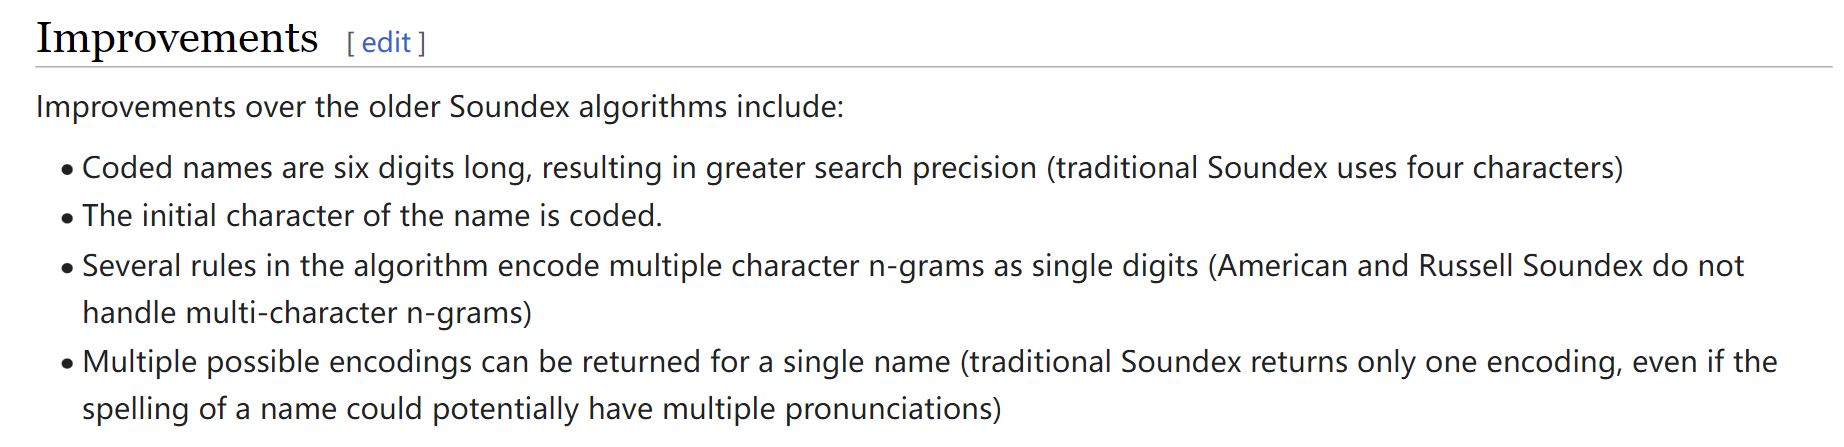 Improvements [ edit ]
Improvements over the older Soundex algorithms include:
• Coded names are six digits long, resulting in greater search precision (traditional Soundex uses four characters)
• The initial character of the name is coded.
• Several rules in the algorithm encode multiple character n-grams as single digits (American and Russell Soundex do not
handle multi-character n-grams)
• Multiple possible encodings can be returned for a single name (traditional Soundex returns only one encoding, even if the
spelling of a name could potentially have multiple pronunciations)